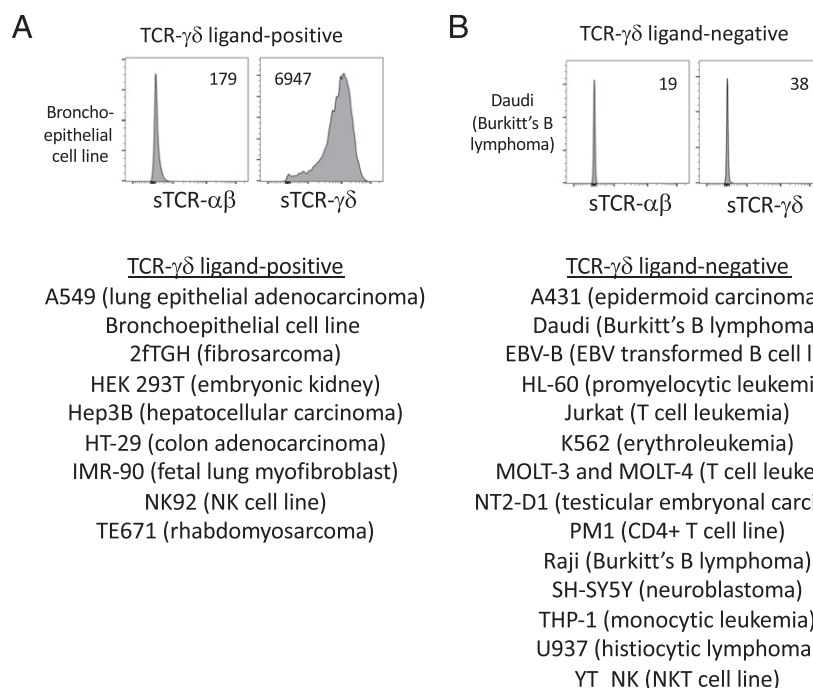 A
TCR-γδ ligand-positive
179
6947
Broncho-
epithelial
cell line
sTCR-αβ
sTCR-γδ
TCR-γδ ligand-positive
A549 (lung epithelial adenocarcinoma)
Bronchoepithelial cell line
2fTGH (fibrosarcoma)
HEK 293T (embryonic kidney)
Hep3B (hepatocellular carcinoma)
HT-29 (colon adenocarcinoma)
IMR-90 (fetal lung myofibroblast)
NK92 (NK cell line)
TE671 (rhabdomyosarcoma)
B
TCR-γδ ligand-negative
19
38
Daudi
(Burkitt’s B
lymphoma)
sTCR-αβ
sTCR-γδ
TCR-γδ ligand-negative
A431 (epidermoid carcinoma
Daudi (Burkitt’s B lymphoma
EBV-B (EBV transformed B cell l
HL-60 (promyelocytic leukemi
Jurkat (T cell leukemia)
K562 (erythroleukemia)
MOLT-3 and MOLT-4 (T cell leuke
NT2-D1 (testicular embryonal carci
PM1 (CD4+ T cell line)
Raji (Burkitt’s B lymphoma)
SH-SY5Y (neuroblastoma)
THP-1 (monocytic leukemia)
U937 (histiocytic lymphoma
YT NK (NKT cell line)